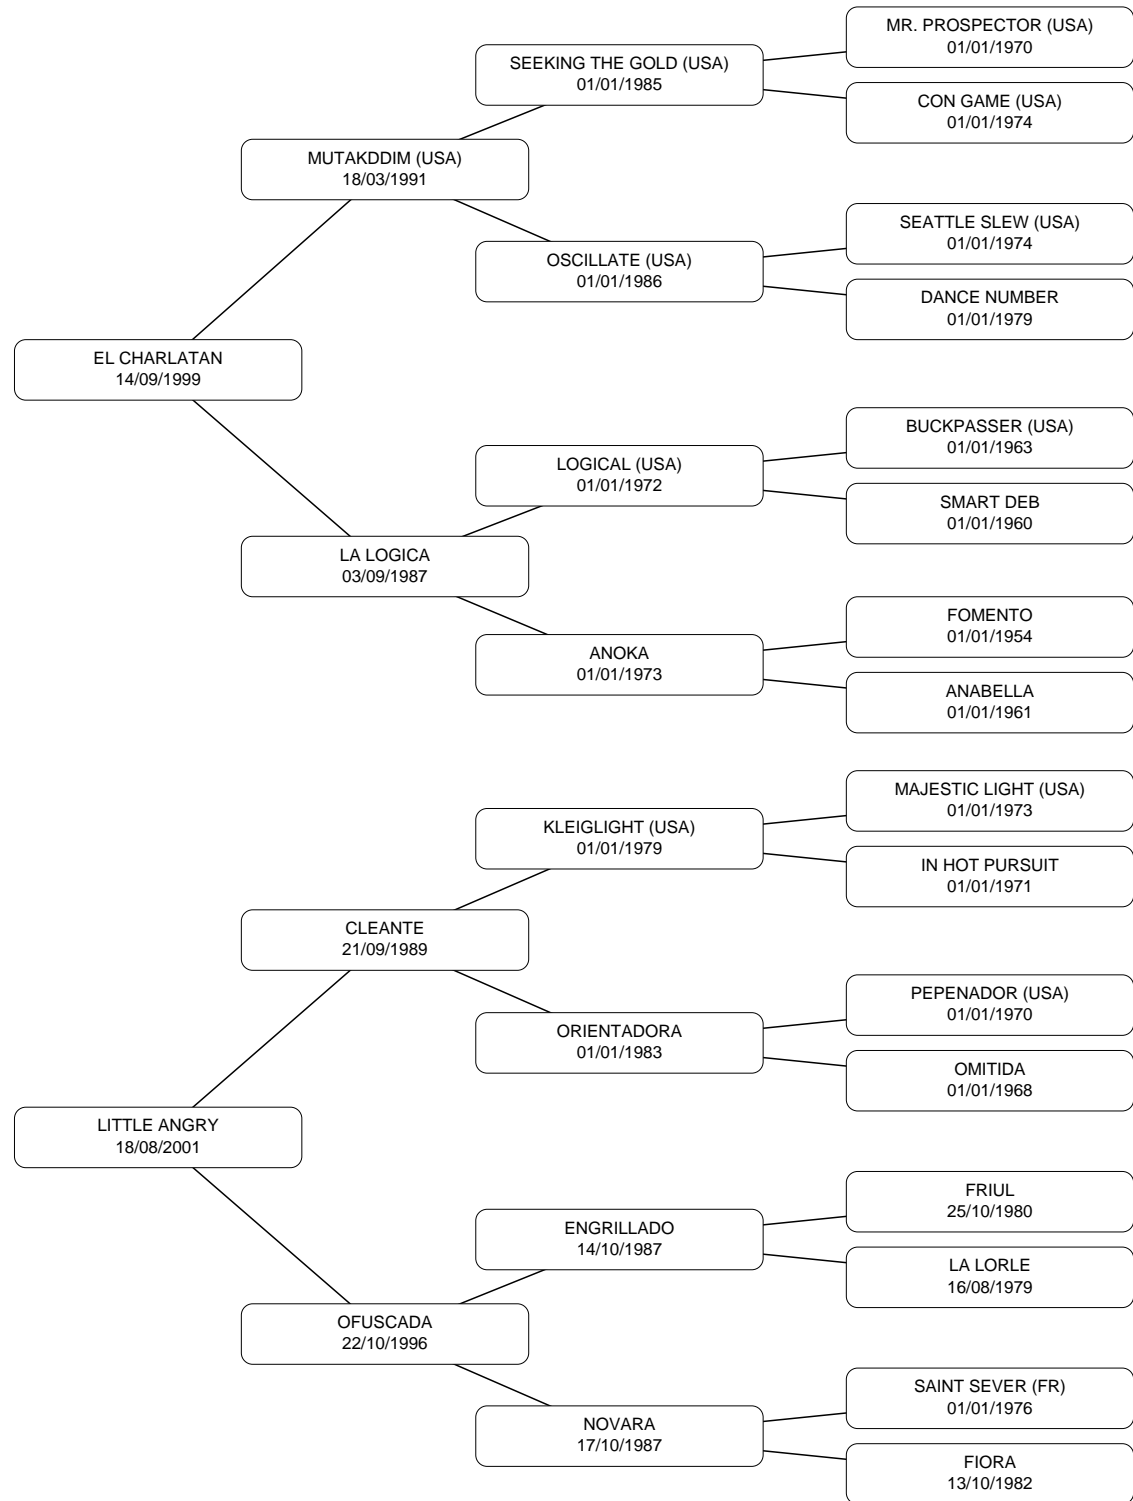 MR. PROSPECTOR (USA)
01/01/1970
SEEKING THE GOLD (USA)
01/01/1985
CON GAME (USA)
01/01/1974
MUTAKDDIM (USA)
18/03/1991
SEATTLE SLEW (USA)
01/01/1974
OSCILLATE (USA)
01/01/1986
DANCE NUMBER
01/01/1979
EL CHARLATAN
14/09/1999
BUCKPASSER (USA)
01/01/1963
LOGICAL (USA)
01/01/1972
SMART DEB
01/01/1960
LA LOGICA
03/09/1987
FOMENTO
01/01/1954
ANOKA
01/01/1973
ANABELLA
01/01/1961
MAJESTIC LIGHT (USA)
01/01/1973
KLEIGLIGHT (USA)
01/01/1979
IN HOT PURSUIT
01/01/1971
CLEANTE
21/09/1989
PEPENADOR (USA)
01/01/1970
ORIENTADORA
01/01/1983
OMITIDA
01/01/1968
LITTLE ANGRY
18/08/2001
FRIUL
25/10/1980
ENGRILLADO
14/10/1987
LA LORLE
16/08/1979
OFUSCADA
22/10/1996
SAINT SEVER (FR)
01/01/1976
NOVARA
17/10/1987
FIORA
13/10/1982